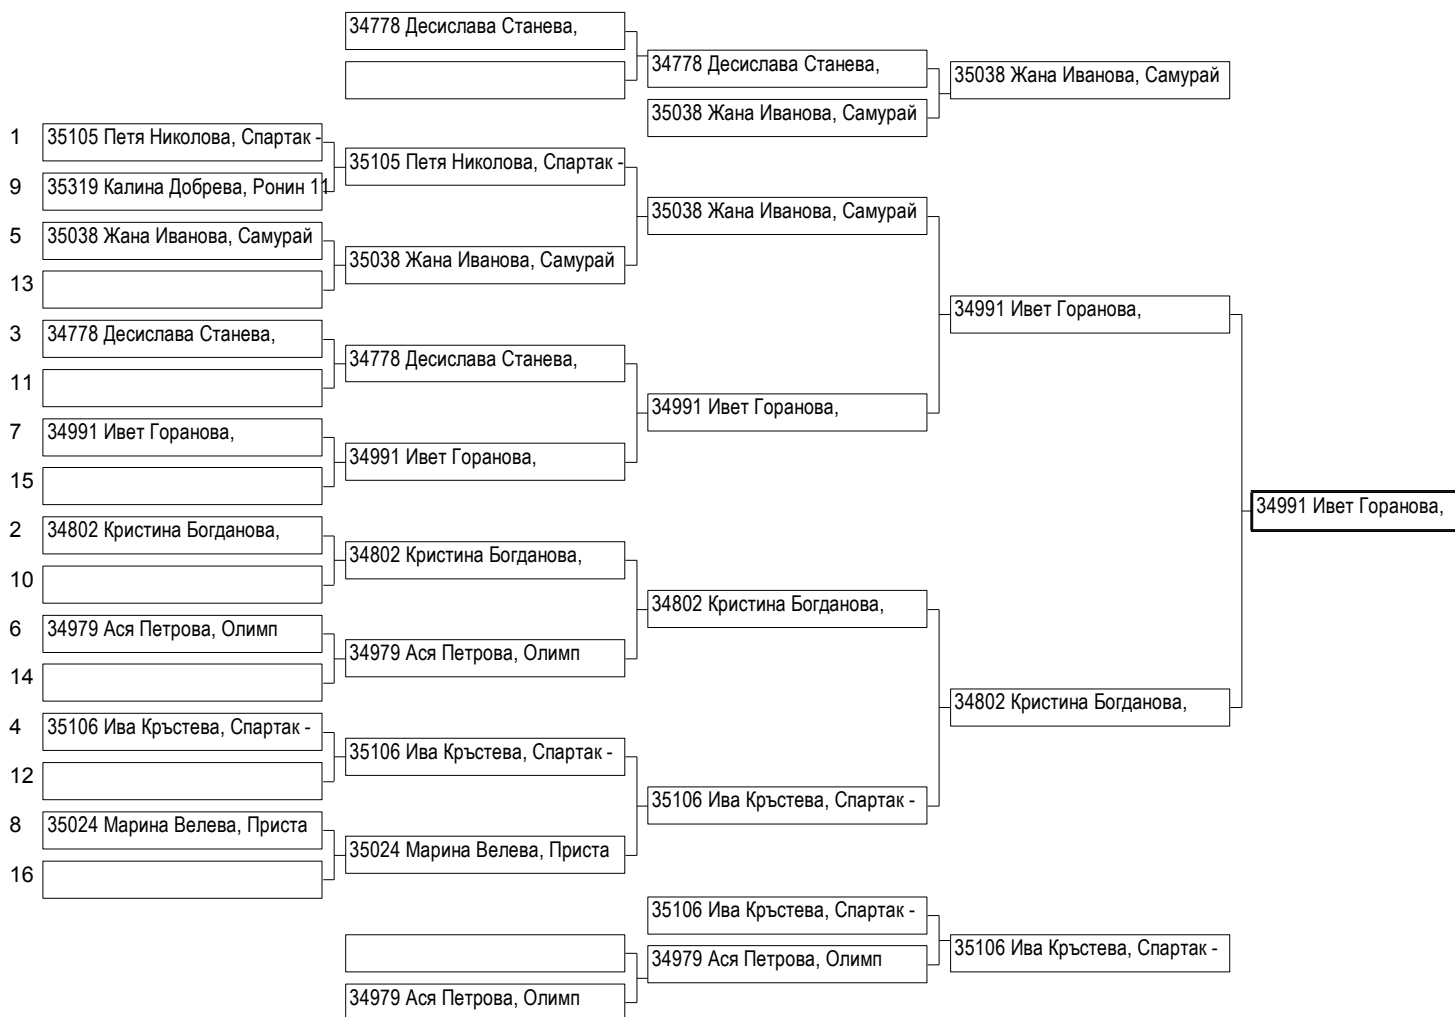 34778 Десислава Станева,
34778 Десислава Станева,
35038 Жана Иванова, Самурай
35038 Жана Иванова, Самурай
1 35105 Петя Николова, Спартак -
35105 Петя Николова, Спартак -
9 35319 Калина Добрева, Ронин 11
35038 Жана Иванова, Самурай
5 35038 Жана Иванова, Самурай
35038 Жана Иванова, Самурай
13
34991 Ивет Горанова,
3 34778 Десислава Станева,
34778 Десислава Станева,
11
34991 Ивет Горанова,
7 34991 Ивет Горанова,
34991 Ивет Горанова,
15
34991 Ивет Горанова,
2 34802 Кристина Богданова,
34802 Кристина Богданова,
10
34802 Кристина Богданова,
6 34979 Ася Петрова, Олимп
34979 Ася Петрова, Олимп
14
34802 Кристина Богданова,
4 35106 Ива Кръстева, Спартак -
35106 Ива Кръстева, Спартак -
12
35106 Ива Кръстева, Спартак -
8 35024 Марина Велева, Приста
35024 Марина Велева, Приста
16
35106 Ива Кръстева, Спартак -
35106 Ива Кръстева, Спартак -
34979 Ася Петрова, Олимп
34979 Ася Петрова, Олимп